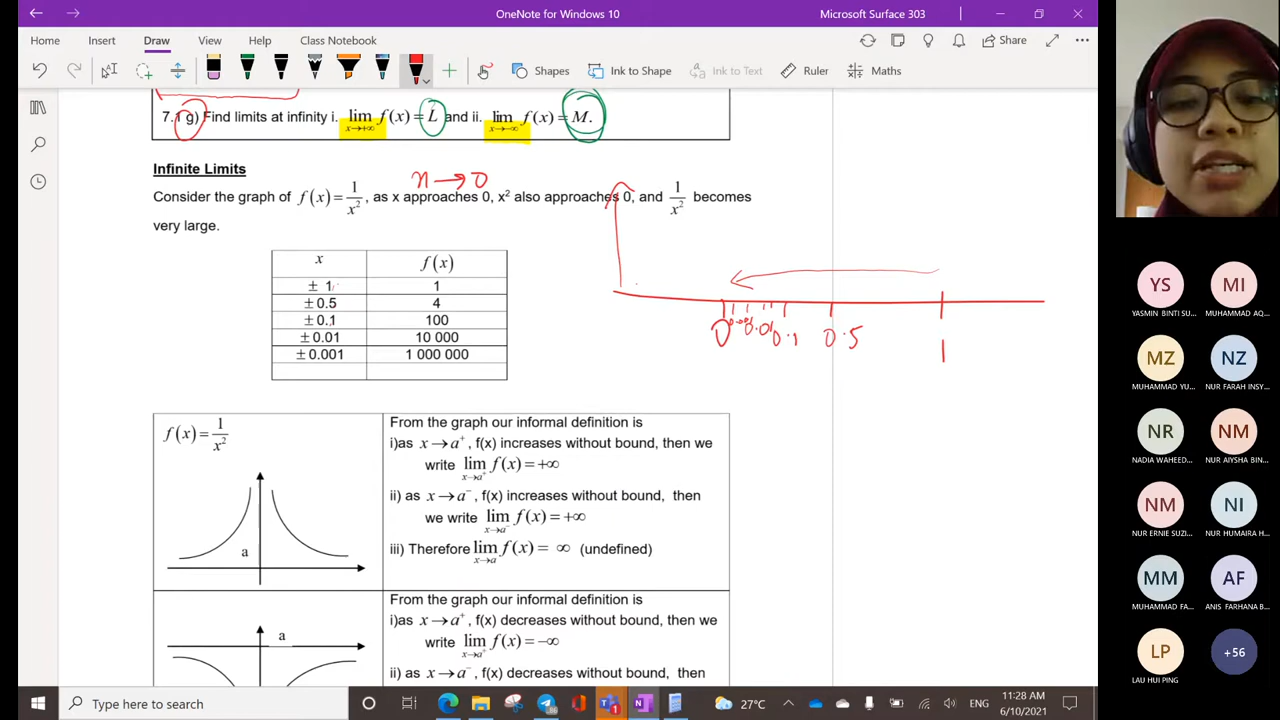 OneNote for Windows 10
Microsoft Surface 303
Home Insert Draw View Help Class Notebook
Share
Shapes Ink to Shape Ink to Text Ruler Maths
7.1 g) Find limits at infinity i. lim x→+∞ f(x) = L and ii. lim x→−∞ f(x) = M.
Infinite Limits
x → 0
Consider the graph of f(x) = 1/x², as x approaches 0, x² also approaches 0, and 1/x² becomes
very large.
x f(x)
± 1 1
± 0.5 4
± 0.1 100
± 0.01 10 000
± 0.001 1 000 000
0 0.01 0.1 0.5 1
f(x) = 1/x²
a
From the graph our informal definition is
i)as x → a⁺, f(x) increases without bound, then we
write lim x→a⁺ f(x) = +∞
ii) as x → a⁻, f(x) increases without bound, then
we write lim x→a⁻ f(x) = +∞
iii) Therefore lim x→a f(x) = ∞ (undefined)
a
From the graph our informal definition is
i)as x → a⁺, f(x) decreases without bound, then we
write lim x→a⁺ f(x) = −∞
ii) as x → a⁻, f(x) decreases without bound, then
YS MI
YASMIN BINTI SU... MUHAMMAD AQ...
MZ NZ
MUHAMMAD YU... NUR FARAH INSY...
NR NM
NADIA WAHEED... NUR AIYSHA BIN...
NM NI
NUR ERNIE SUZI... NUR HUMAIRA H...
MM AF
MUHAMMAD FA... ANIS FARHANA B...
LP +56
LAU HUI PING
27°C
ENG
11:28 AM
6/10/2021